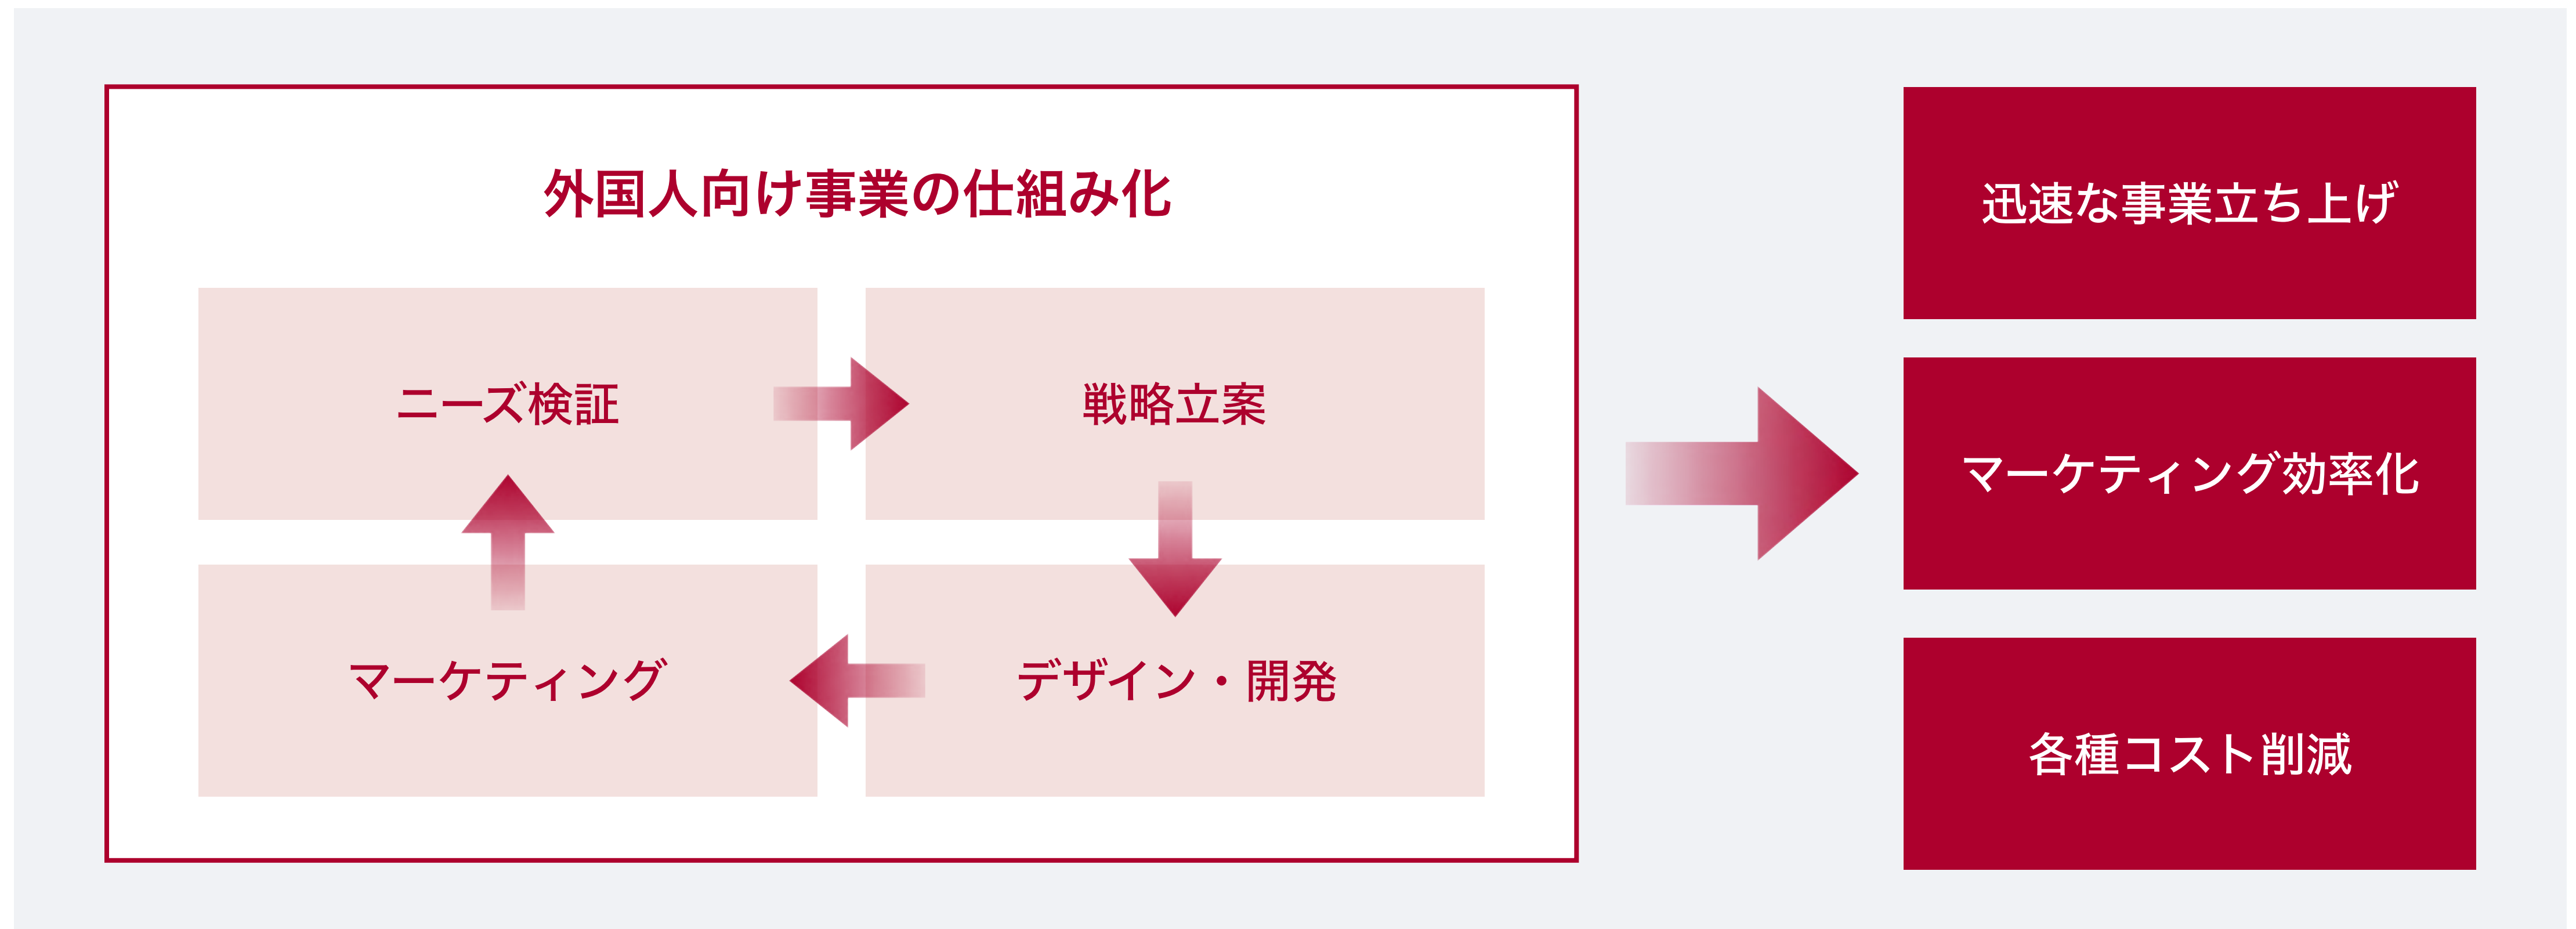 外国人向け事業の仕組み化
ニーズ検証
戦略立案
マーケティング
デザイン・開発
迅速な事業立ち上げ
マーケティング効率化
各種コスト削減